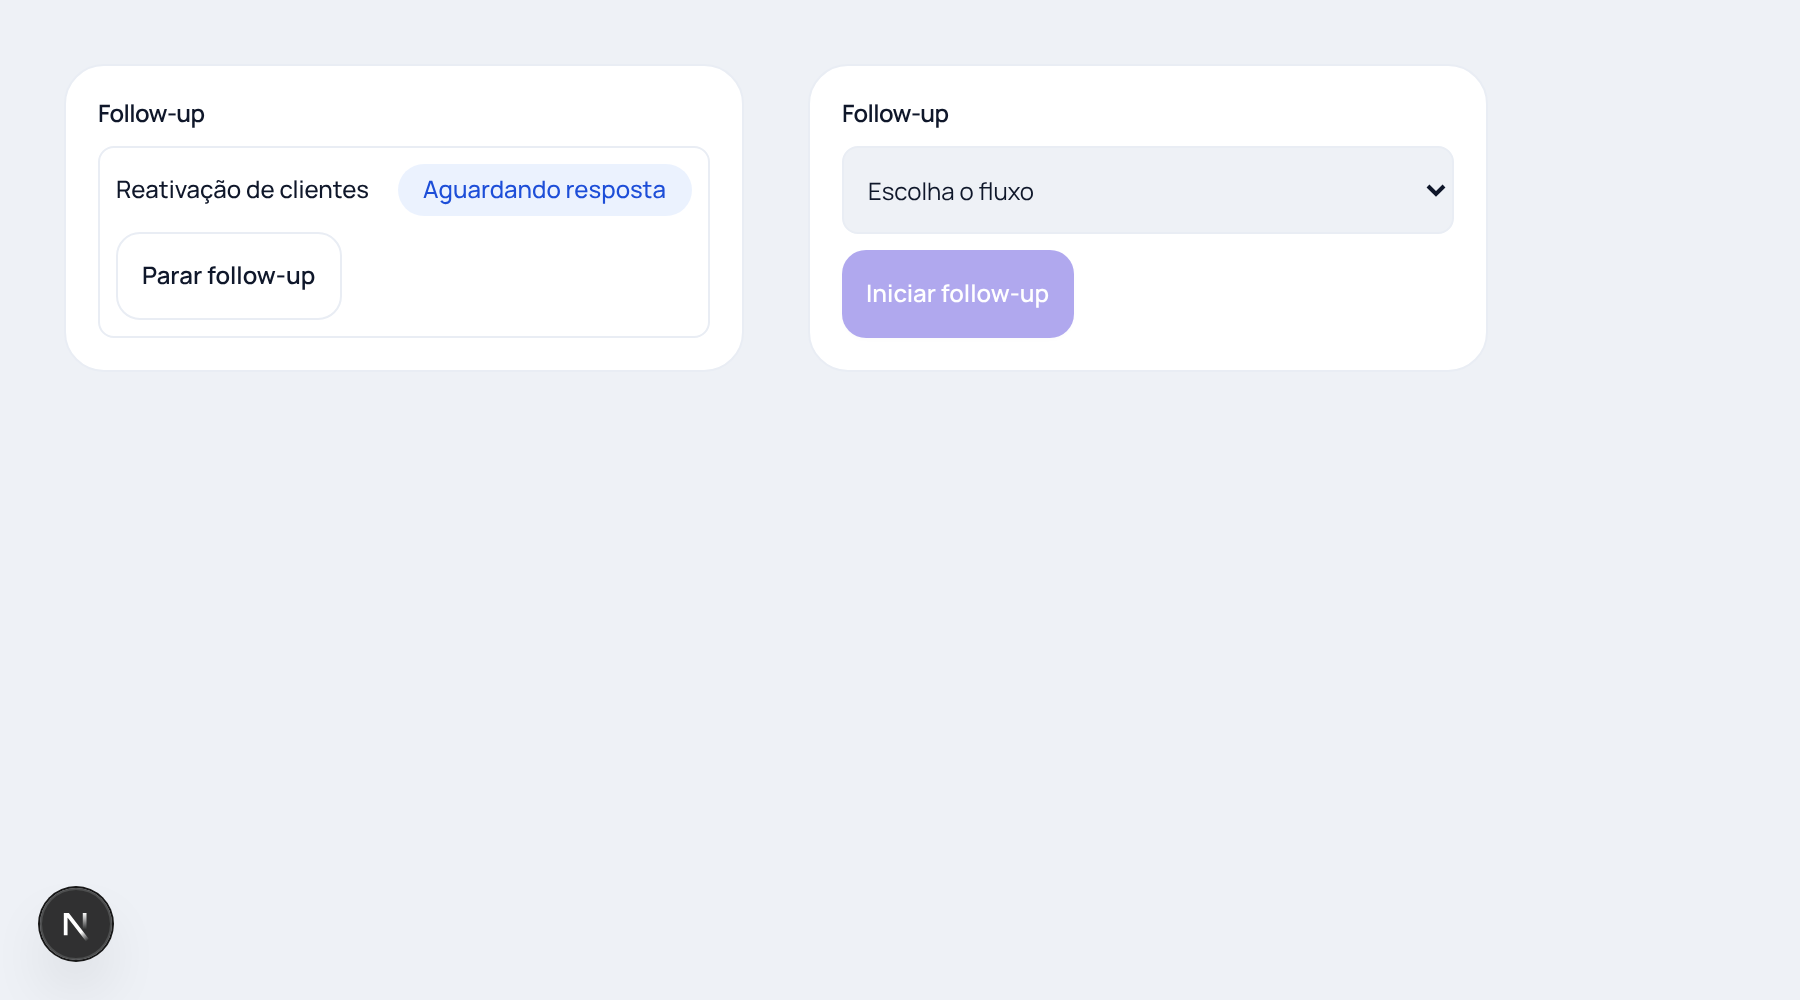 Follow-up
Reativação de clientes
Aguardando resposta
Parar follow-up
Follow-up
Escolha o fluxo
Iniciar follow-up
N